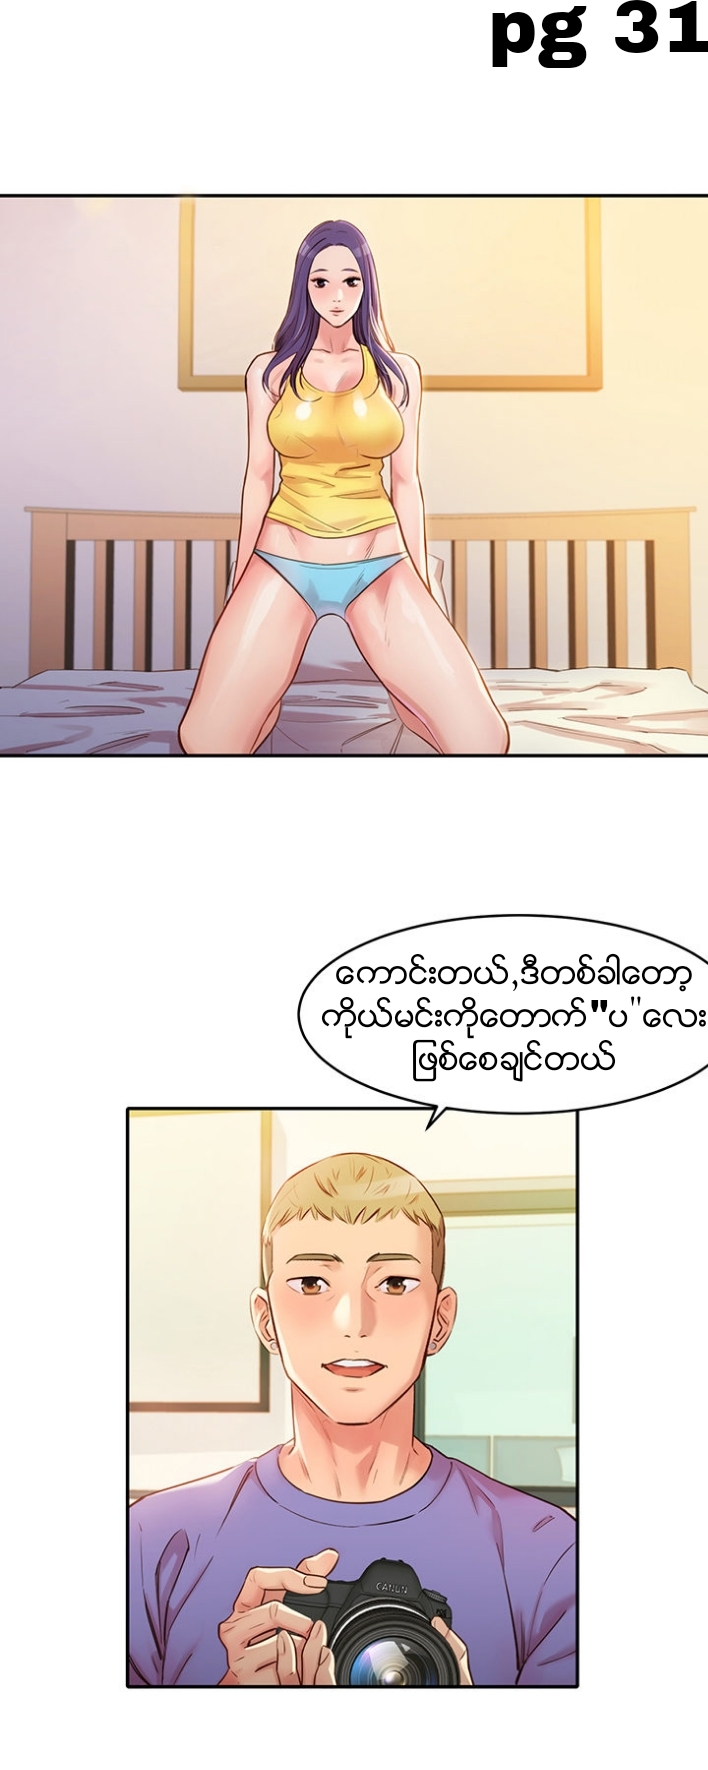 pg 31
ကောင်းတယ်,ဒီတစ်ခါတော့
ကိုယ်မင်းကိုတောက်"ပ"လေး
ဖြစ်စေချင်တယ်
CANUN